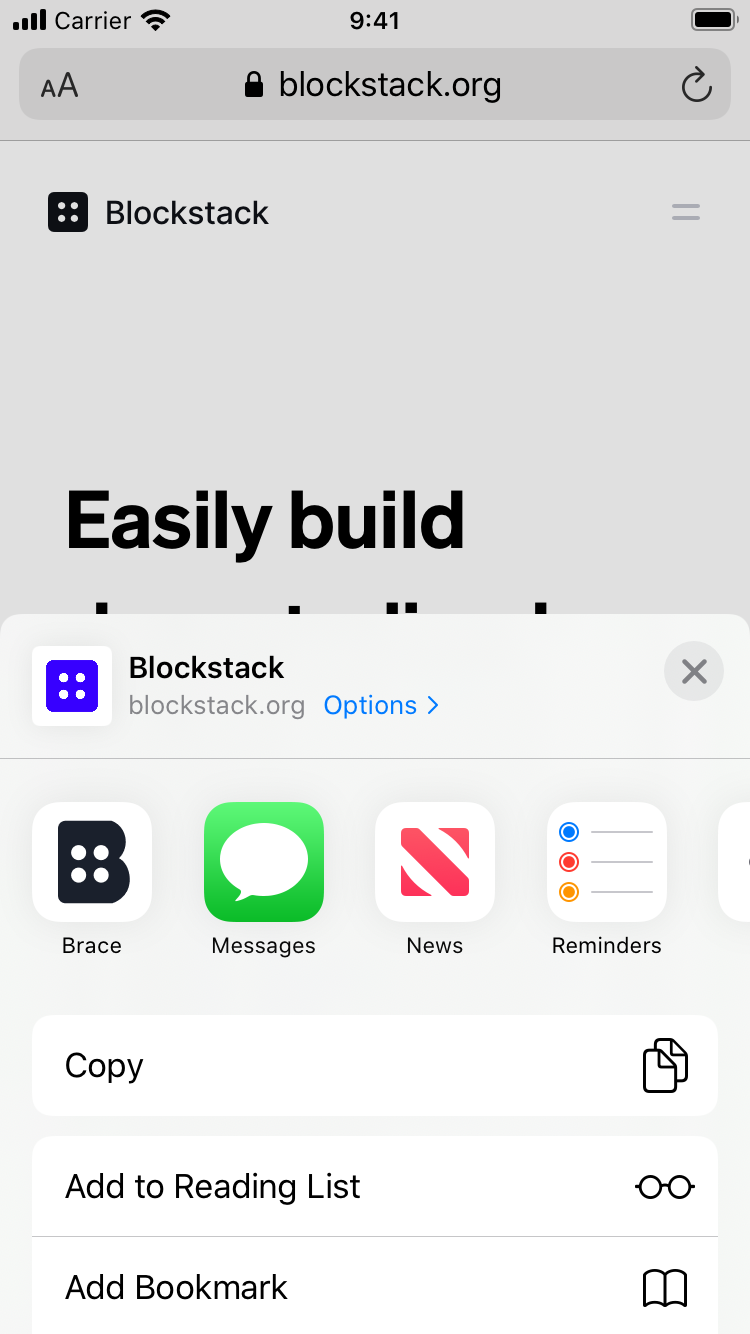 Carrier 9:41
AA blockstack.org
Blockstack
Easily build
Blockstack
blockstack.org Options
Brace Messages News Reminders
Copy
Add to Reading List
Add Bookmark